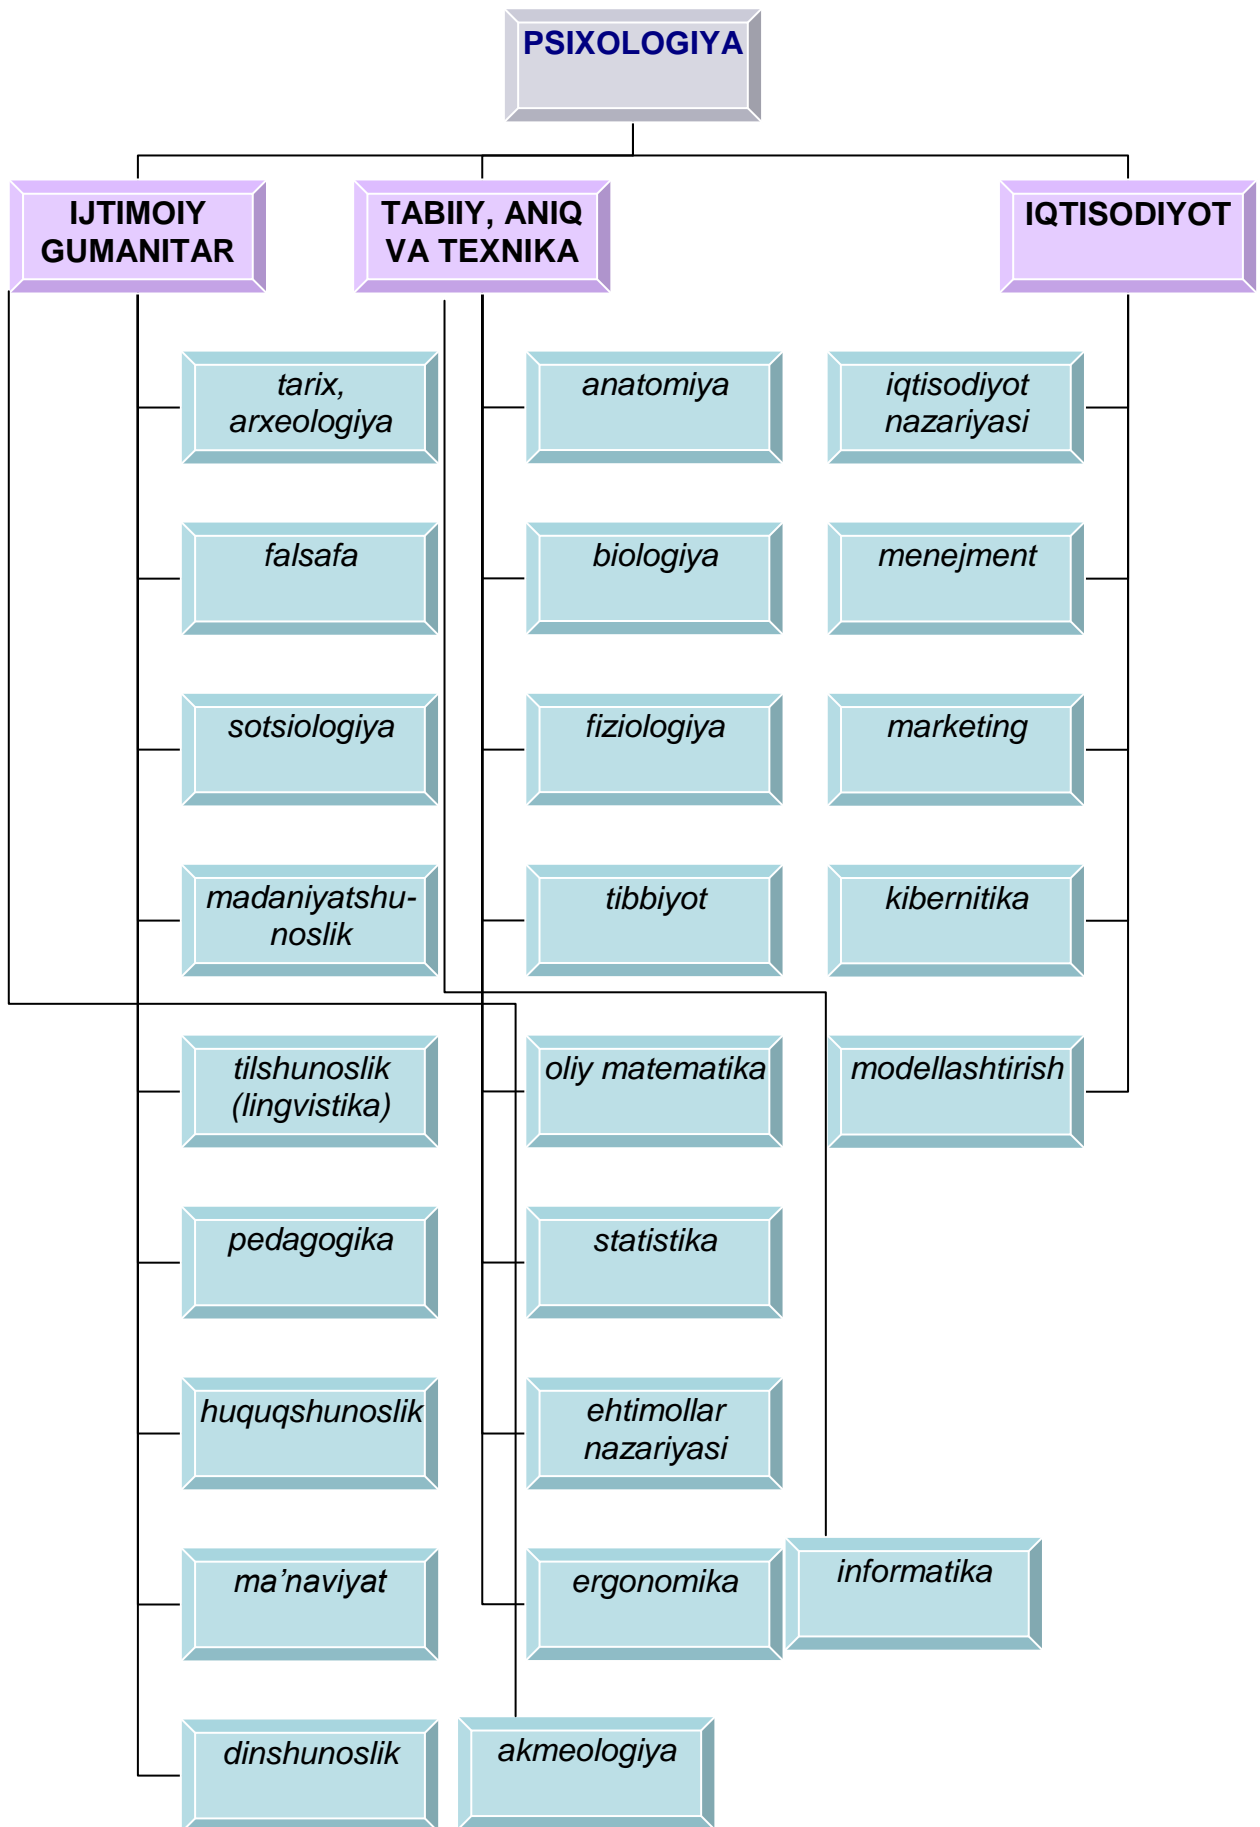 PSIXOLOGIYA
IJTIMOIY
GUMANITAR
TABIIY, ANIQ
VA TEXNIKA
IQTISODIYOT
tarix,
arxeologiya
anatomiya
iqtisodiyot
nazariyasi
falsafa
biologiya
menejment
sotsiologiya
fiziologiya
marketing
madaniyatshu-
noslik
tibbiyot
kibernitika
tilshunoslik
(lingvistika)
oliy matematika
modellashtirish
pedagogika
statistika
huquqshunoslik
ehtimollar
nazariyasi
ma’naviyat
ergonomika
informatika
dinshunoslik
akmeologiya